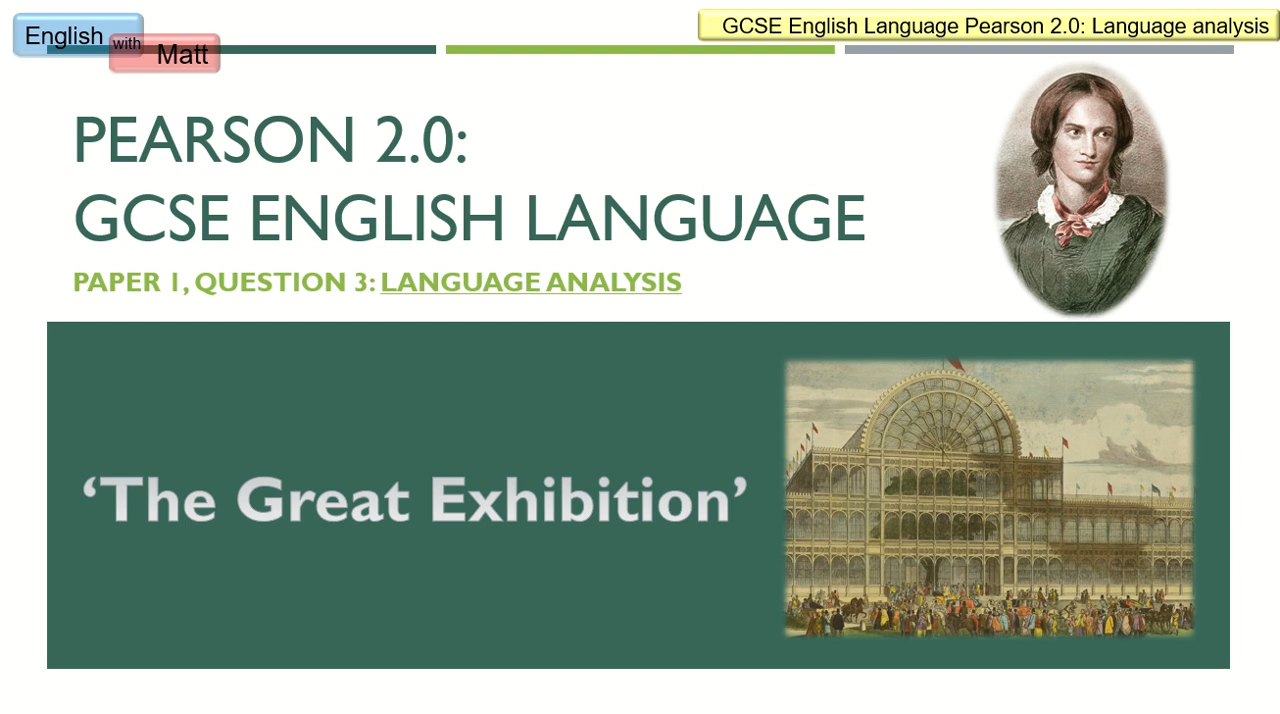 English with Matt
GCSE English Language Pearson 2.0: Language analysis
PEARSON 2.0:
GCSE ENGLISH LANGUAGE
PAPER 1, QUESTION 3: LANGUAGE ANALYSIS
‘The Great Exhibition’